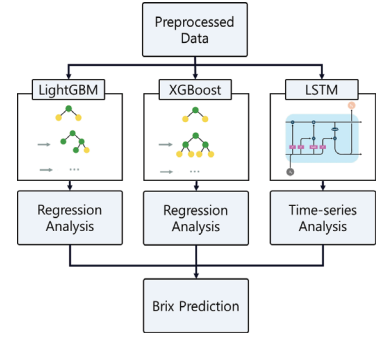 Preprocessed
Data
LightGBM
XGBoost
LSTM
...
...
Regression
Analysis
Regression
Analysis
Time-series
Analysis
Brix Prediction